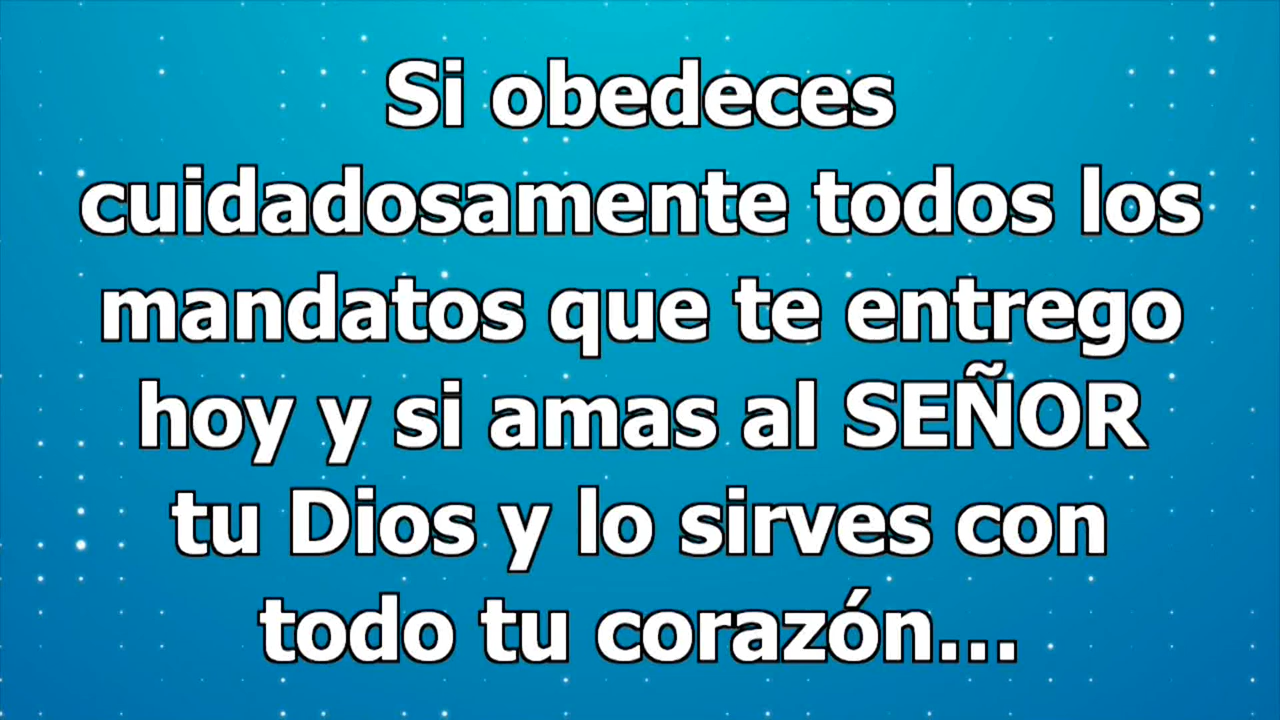 Si obedeces
cuidadosamente todos los
mandatos que te entrego
hoy y si amas al SEÑOR
tu Dios y lo sirves con
todo tu corazón...